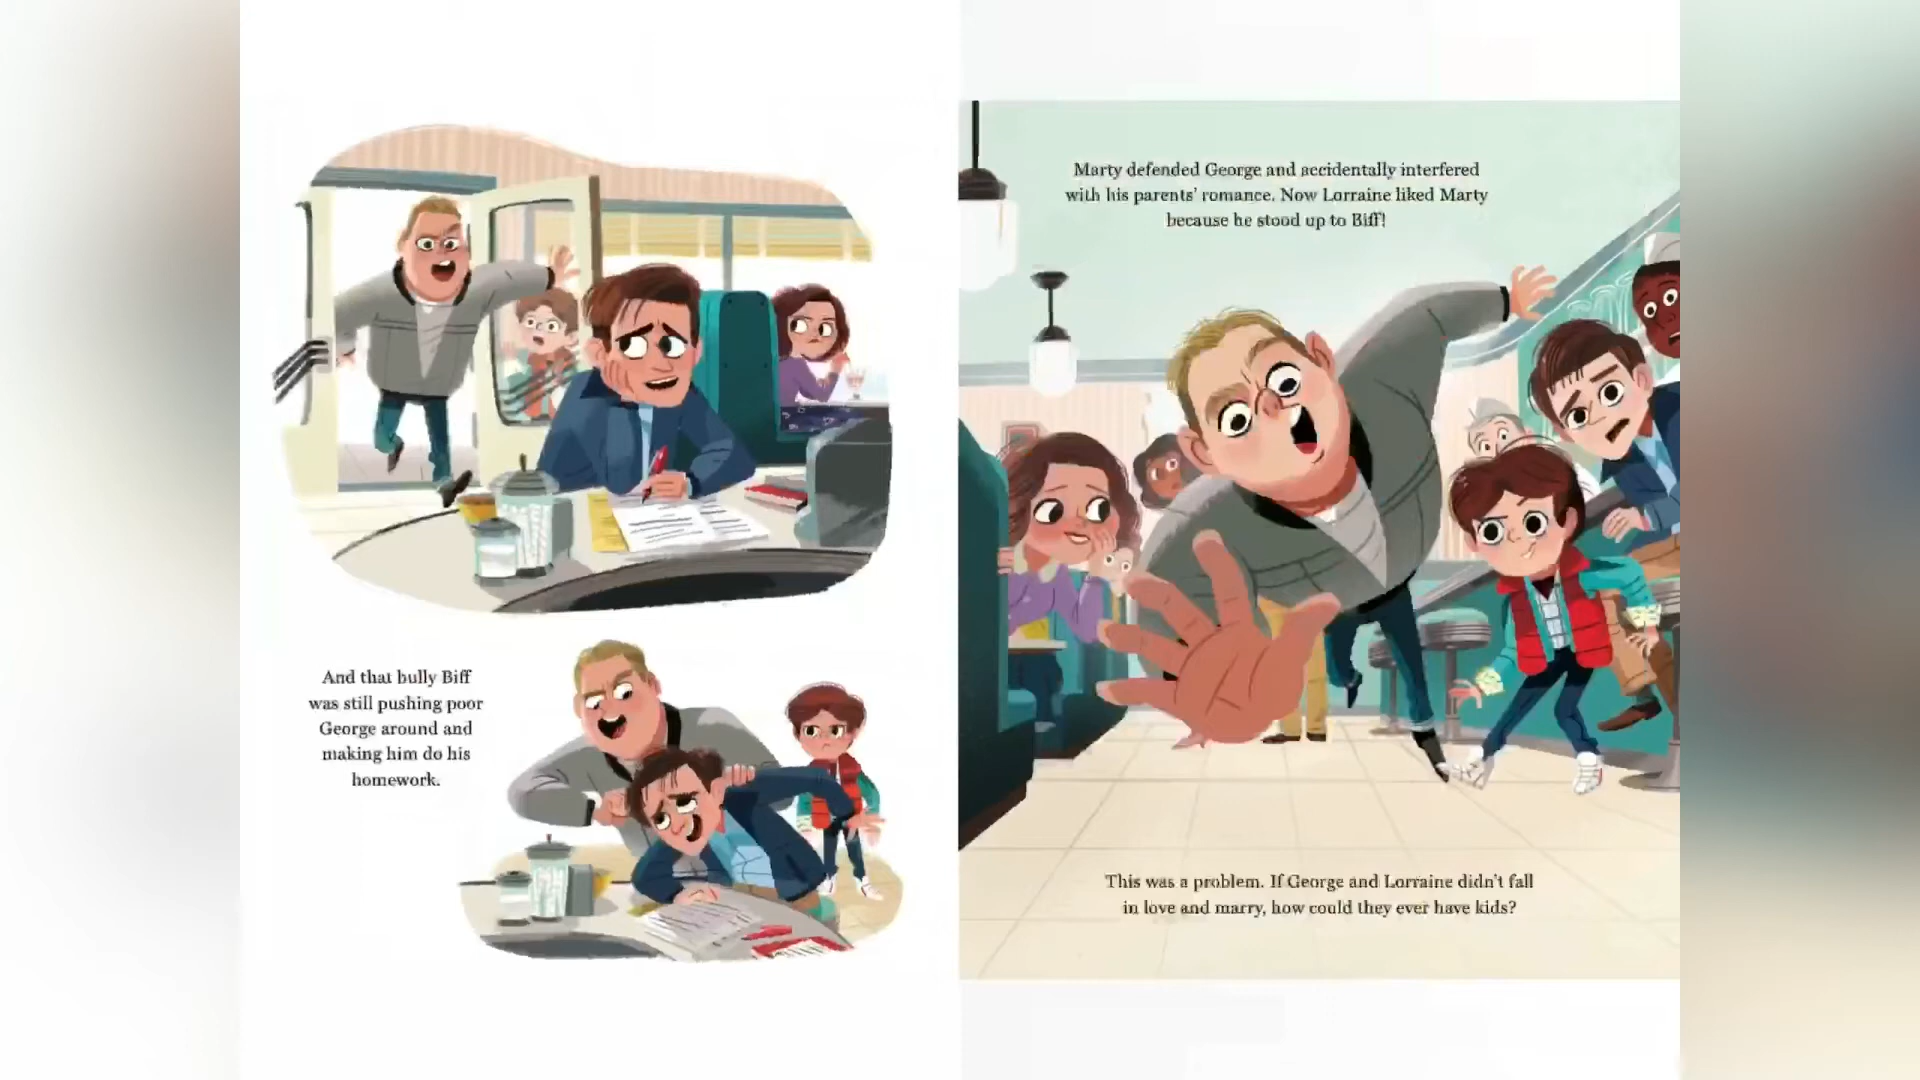 And that bully Biff
was still pushing poor
George around and
making him do his
homework.
Marty defended George and accidentally interfered
with his parents' romance. Now Lorraine liked Marty
because he stood up to Biff!
This was a problem. If George and Lorraine didn't fall
in love and marry, how could they ever have kids?